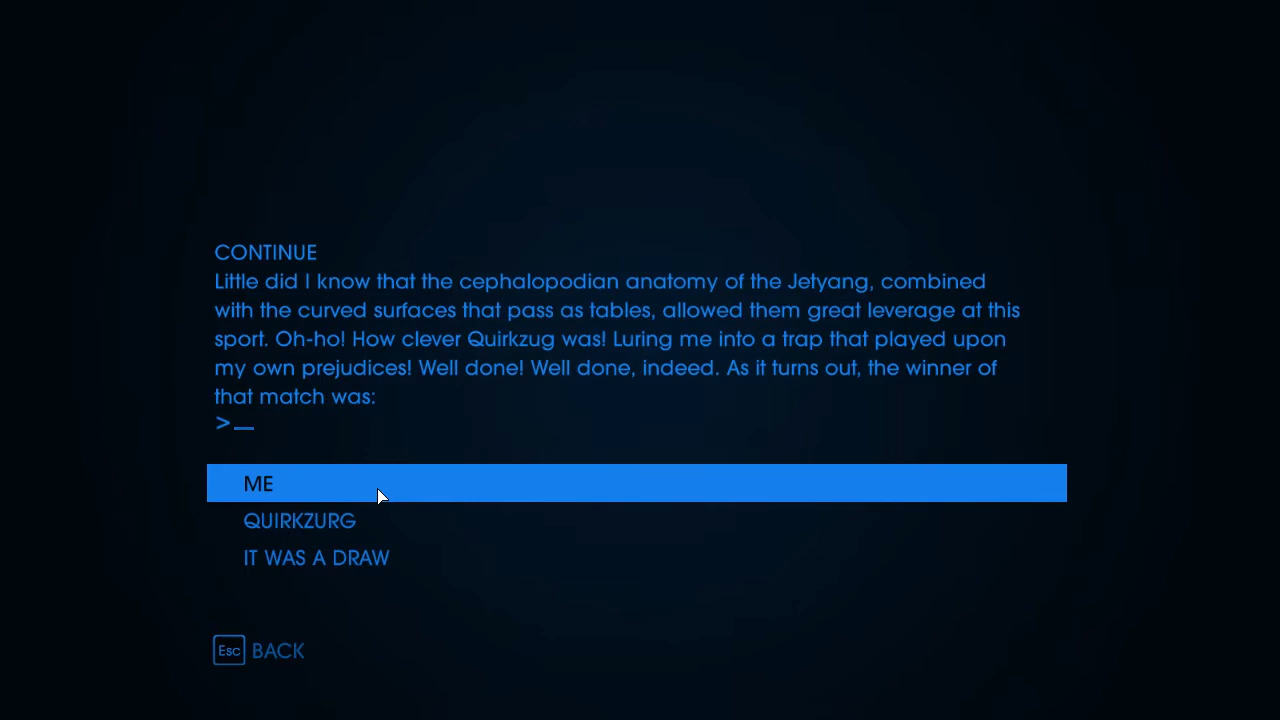 CONTINUE
Little did I know that the cephalopodian anatomy of the Jetyang, combined
with the curved surfaces that pass as tables, allowed them great leverage at this
sport. Oh-ho! How clever Quirkzug was! Luring me into a trap that played upon
my own prejudices! Well done! Well done, indeed. As it turns out, the winner of
that match was:
>_
ME
QUIRKZURG
IT WAS A DRAW
Esc BACK